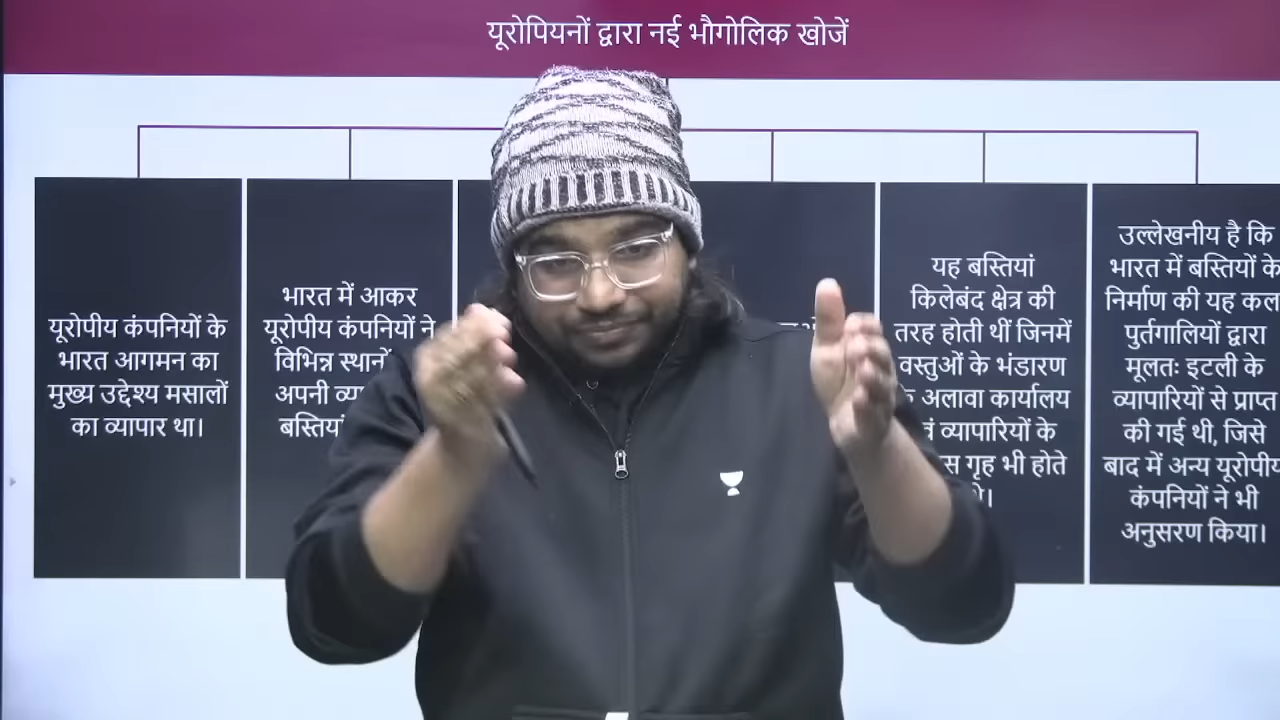 यूरोपियनों द्वारा नई भौगोलिक खोजें
यूरोपीय कंपनियों के
भारत आगमन का
मुख्य उद्देश्य मसालों
का व्यापार था।
भारत में आकर
यूरोपीय कंपनियों ने
विभिन्न स्थानों
अपनी
यह बस्तियां
किलेबंद क्षेत्र की
तरह होती थीं जिनमें
वस्तुओं के भंडारण
अलावा कार्यालय
व्यापारियों के
गृह भी होते
उल्लेखनीय है कि
भारत में बस्तियों के
निर्माण की यह कला
पुर्तगालियों द्वारा
मूलतः इटली के
व्यापारियों से प्राप्त
की गई थी, जिसे
बाद में अन्य यूरोपीय
कंपनियों ने भी
अनुसरण किया।